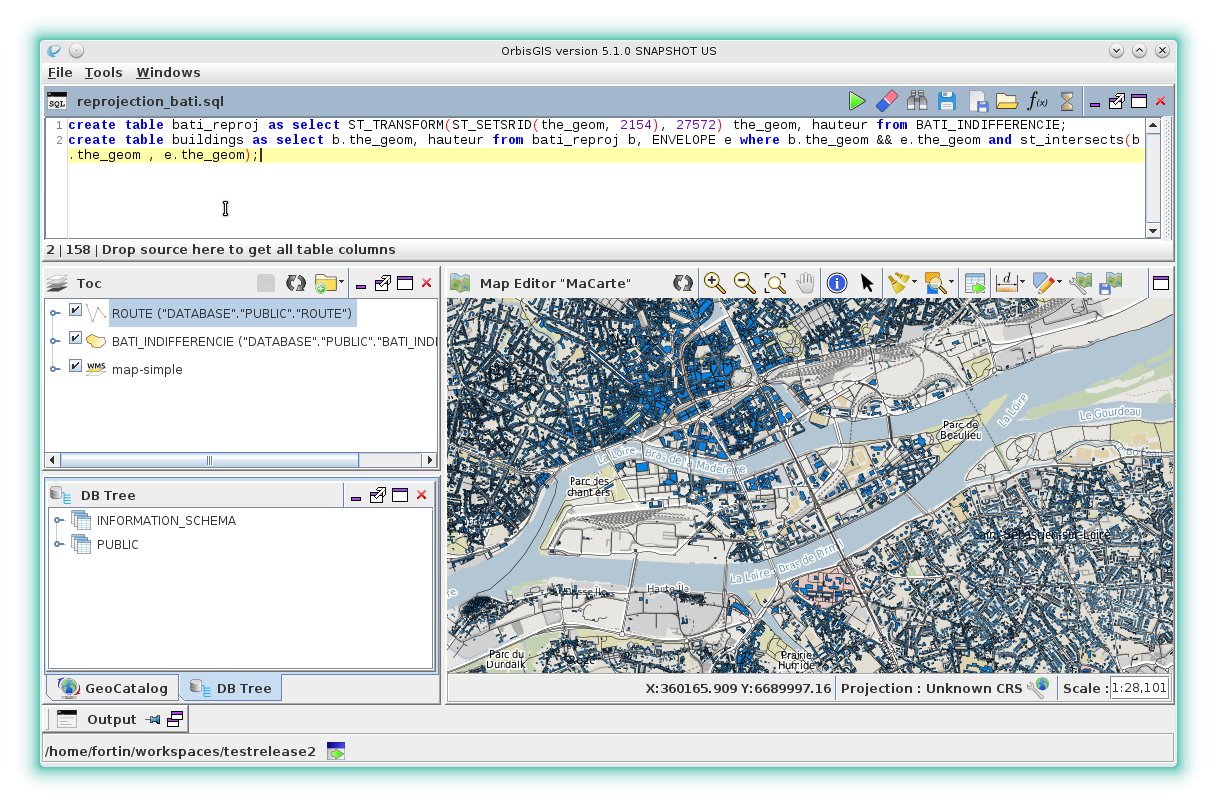 OrbisGIS version 5.1.0 SNAPSHOT US
File Tools Windows
SQL reprojection_bati.sql f(x)
1 create table bati_reproj as select ST_TRANSFORM(ST_SETSRID(the_geom, 2154), 27572) the_geom, hauteur from BATI_INDIFFERENCIE;
2 create table buildings as select b.the_geom, hauteur from bati_reproj b, ENVELOPE e where b.the_geom && e.the_geom and st_intersects(b
.the_geom , e.the_geom);
2 | 158 | Drop source here to get all table columns
Toc
ROUTE ("DATABASE"."PUBLIC"."ROUTE")
BATI_INDIFFERENCIE ("DATABASE"."PUBLIC"."BATI_INDI
WMS map-simple
DB Tree
INFORMATION_SCHEMA
PUBLIC
GeoCatalog
DB Tree
Map Editor "MaCarte"
La Loire
Le Gourdeau
Parc de
Beaulieu
La Loire - Bras de la Madeleine
Parc des
chantiers
Saint-Sébastien-sur-Loire
La Loire - Bras de Pirmil
Haute-Île
Parc du
Dundalk
Prairie
Humide
X:360165.909 Y:6689997.16 Projection : Unknown CRS Scale : 1:28,101
Output
/home/fortin/workspaces/testrelease2